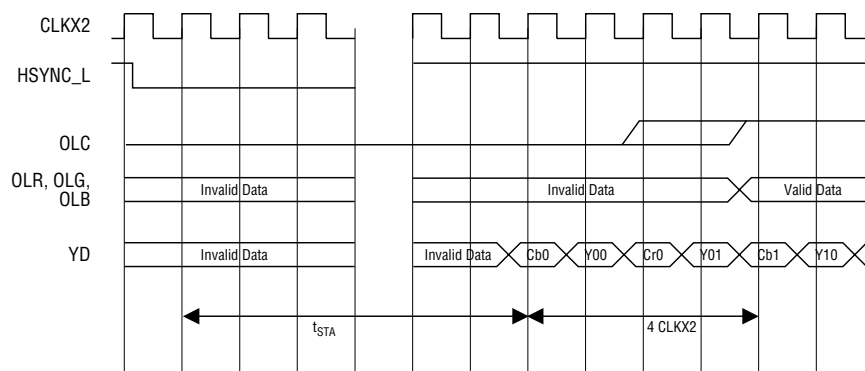 CLKX2
HSYNC_L
OLC
OLR, OLG,
OLB
Invalid Data
Invalid Data
Valid Data
YD
Invalid Data
Invalid Data
Cb0
Y00
Cr0
Y01
Cb1
Y10
tSTA
4 CLKX2